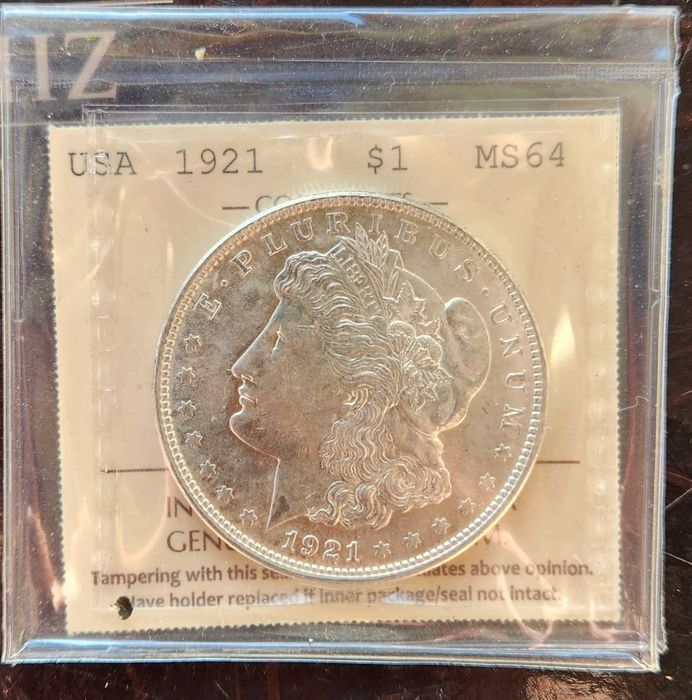 USA 1921 $1 MS64
E·PLURIBUS·UNUM
LIBERTY
1921
Tampering with this above opinion.
Have holder replaced if inner package/seal not intact.